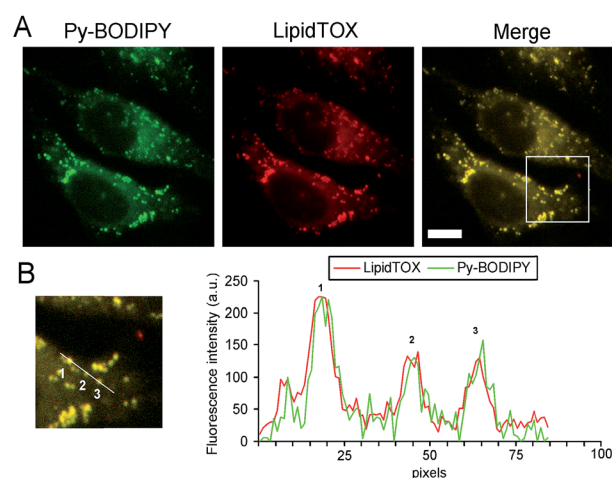 A
Py-BODIPY
LipidTOX
Merge
B
1
2
3
LipidTOX
Py-BODIPY
Fluorescence intensity (a.u.)
250
200
150
100
50
0
1
2
3
25
50
75
100
pixels